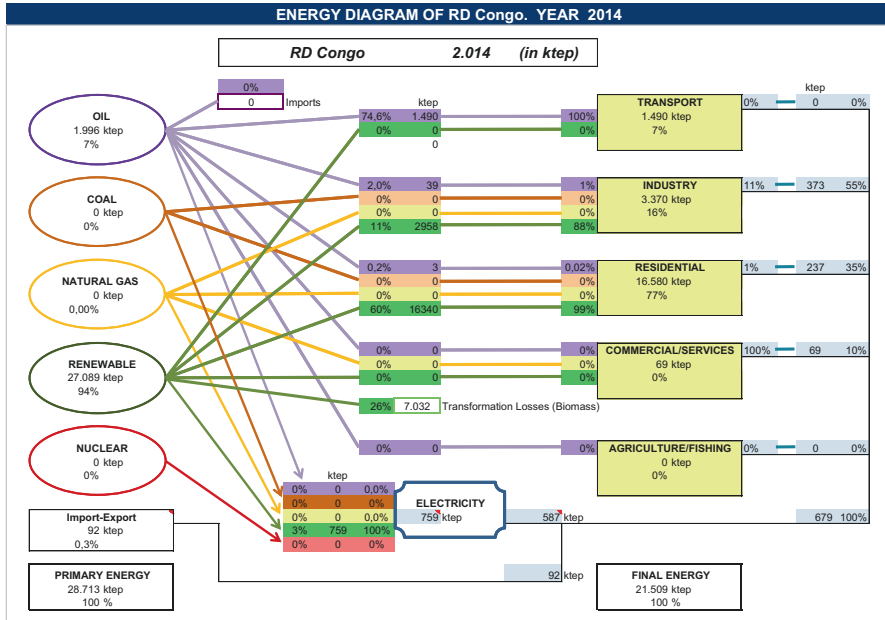 ENERGY DIAGRAM OF RD Congo. YEAR 2014
RD Congo 2.014 (in ktep)
0%
0 Imports
ktep
ktep
OIL
1.996 ktep
7%
74,6% 1.490
0% 0
0
100%
0%
TRANSPORT
1.490 ktep
7%
0% 0 0%
COAL
0 ktep
0%
2,0% 39
0% 0
0% 0
11% 2958
1%
0%
0%
88%
INDUSTRY
3.370 ktep
16%
11% 373 55%
NATURAL GAS
0 ktep
0,00%
0,2% 3
0% 0
0% 0
60% 16340
0,02%
0%
0%
99%
RESIDENTIAL
16.580 ktep
77%
1% 237 35%
RENEWABLE
27.089 ktep
94%
0% 0
0% 0
0% 0
0%
0%
0%
COMMERCIAL/SERVICES
69 ktep
0%
100% 69 10%
26% 7.032 Transformation Losses (Biomass)
NUCLEAR
0 ktep
0%
0% 0
0%
AGRICULTURE/FISHING
0 ktep
0%
0% 0 0%
ktep
0% 0 0,0%
0% 0 0%
0% 0 0,0%
3% 759 100%
0% 0 0%
ELECTRICITY
759 ktep
587 ktep
679 100%
Import-Export
92 ktep
0,3%
92 ktep
PRIMARY ENERGY
28.713 ktep
100 %
FINAL ENERGY
21.509 ktep
100 %